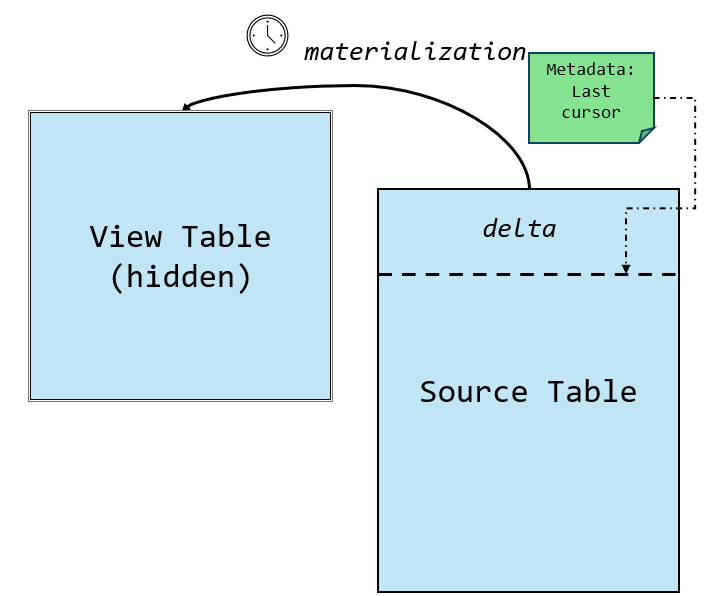 materialization
Metadata:
Last
cursor
View Table
(hidden)
delta
Source Table